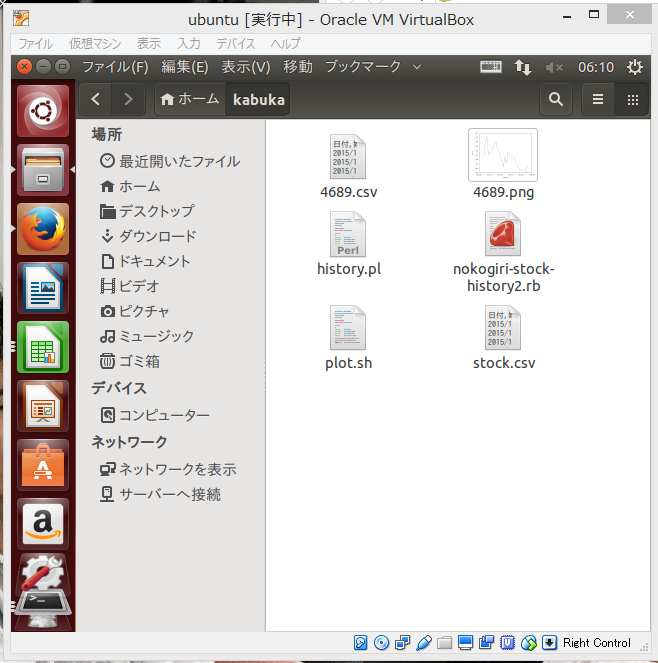 ubuntu [実行中] - Oracle VM VirtualBox
ファイル 仮想マシン 表示 入力 デバイス ヘルプ
ファイル(F) 編集(E) 表示(V) 移動 ブックマーク 06:10
ホーム kabuka
場所
最近開いたファイル
ホーム
デスクトップ
ダウンロード
ドキュメント
ビデオ
ピクチャ
ミュージック
ゴミ箱
デバイス
コンピューター
ネットワーク
ネットワークを表示
サーバーへ接続
日付,
2015/1
2015/1
2015/1
4689.csv
4689.png
Perl
history.pl
nokogiri-stock-
history2.rb
plot.sh
日付,
2015/1
2015/1
2015/1
stock.csv
Right Control